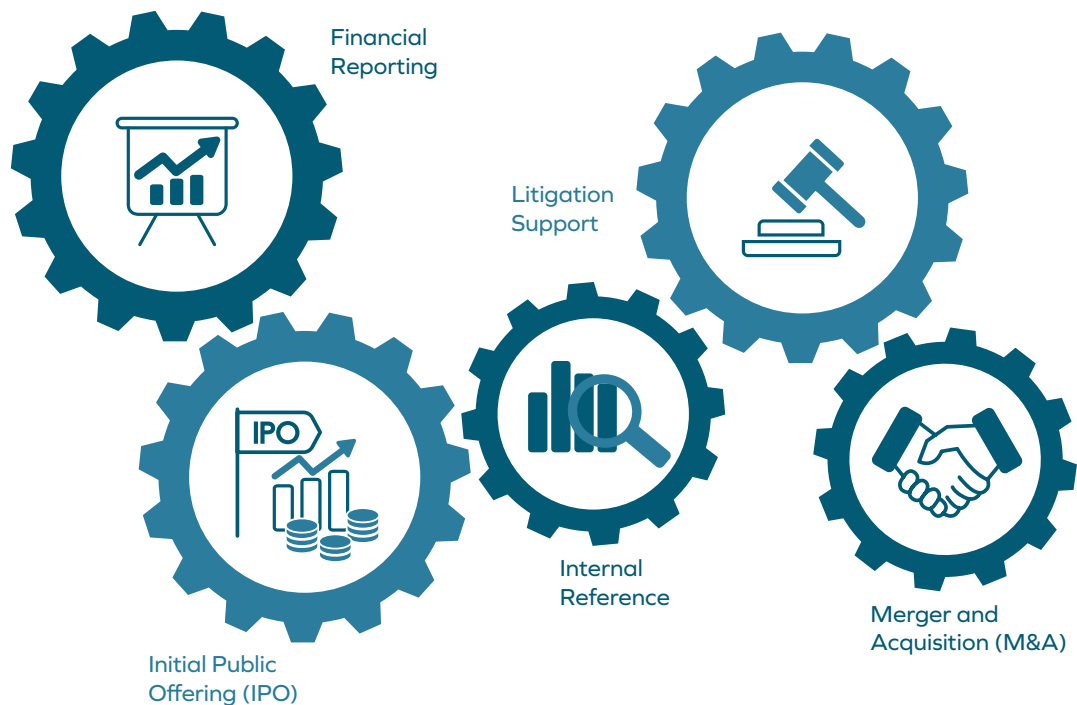 Financial
Reporting
Litigation
Support
IPO
Internal
Reference
Merger and
Acquisition (M&A)
Initial Public
Offering (IPO)